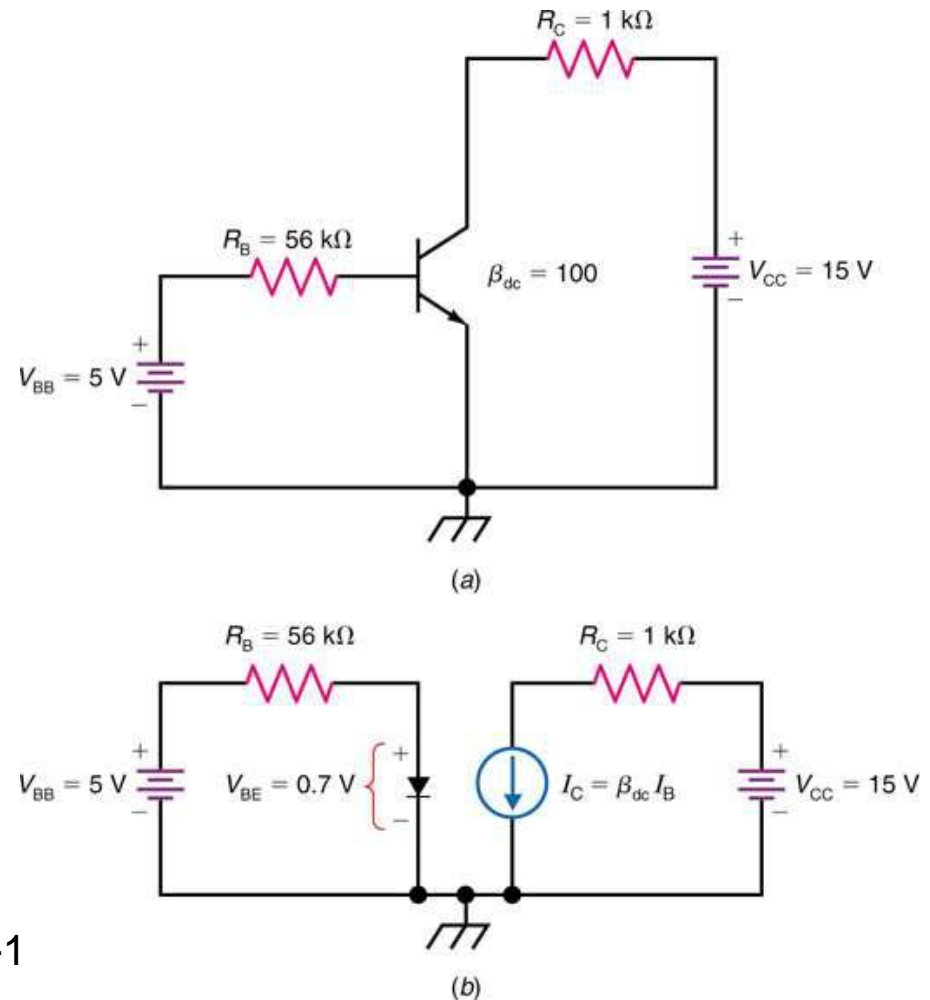 R_C = 1 kΩ
R_B = 56 kΩ
β_dc = 100
+
V_CC = 15 V
−
+
V_BB = 5 V
−
(a)
R_B = 56 kΩ
R_C = 1 kΩ
+
V_BB = 5 V
−
+
V_BE = 0.7 V
−
I_C = β_dc I_B
+
V_CC = 15 V
−
-1
(b)